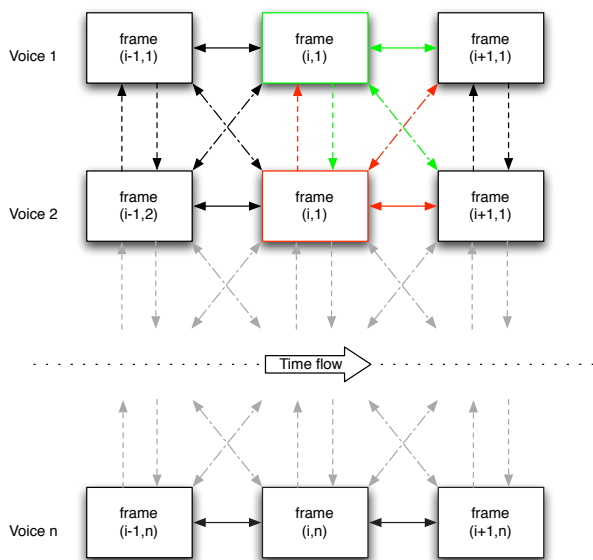 Voice 1
frame
(i-1,1)
frame
(i,1)
frame
(i+1,1)
Voice 2
frame
(i-1,2)
frame
(i,1)
frame
(i+1,1)
Time flow
Voice n
frame
(i-1,n)
frame
(i,n)
frame
(i+1,n)